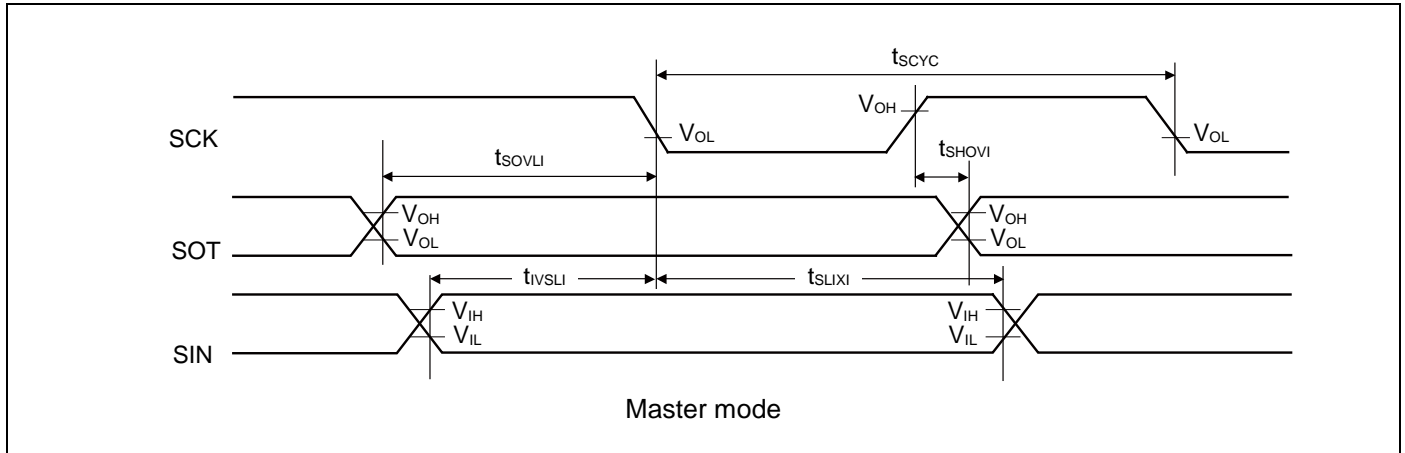 tSCYC
VOH
SCK
VOL
VOL
tSOVLI
tSHOVI
VOH
VOH
SOT
VOL
VOL
tIVSLI
tSLIXI
VIH
VIH
SIN
VIL
VIL
Master mode